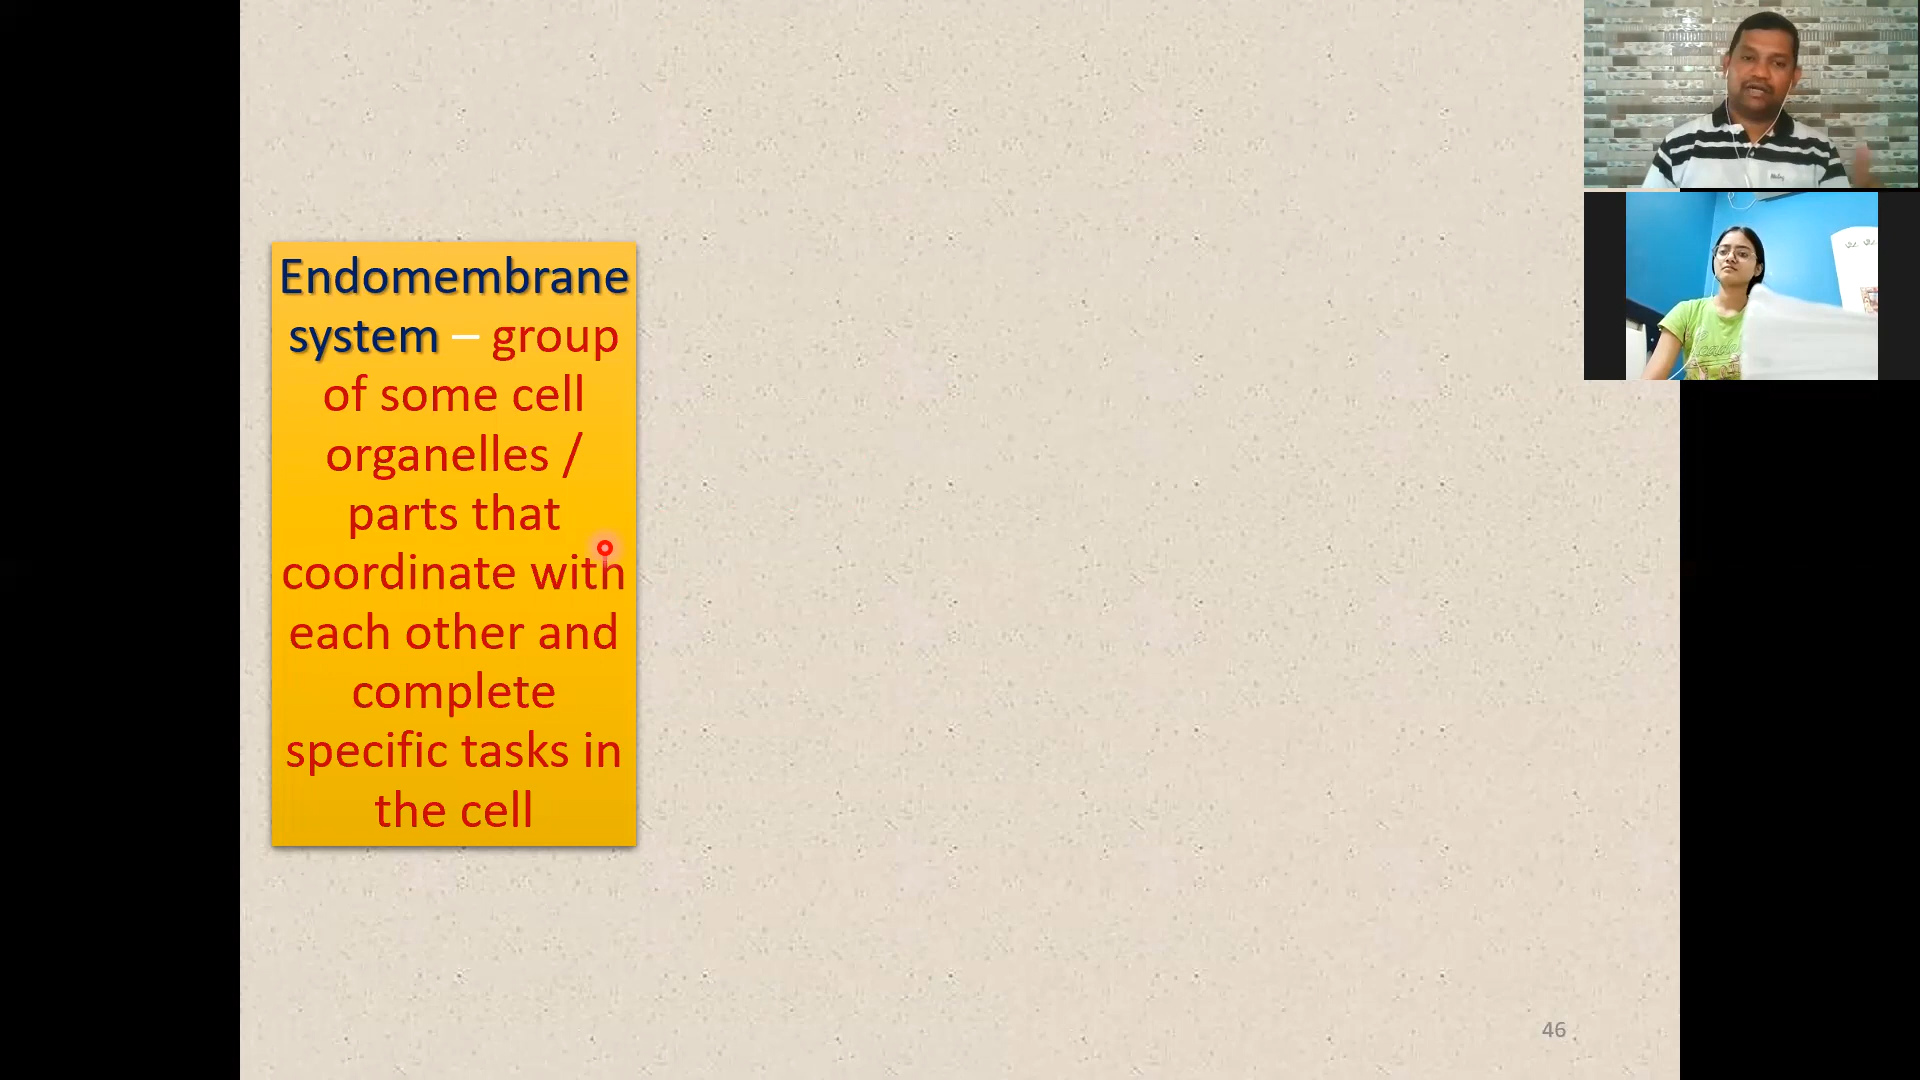 Endomembrane
system – group
of some cell
organelles /
parts that
coordinate with
each other and
complete
specific tasks in
the cell
46